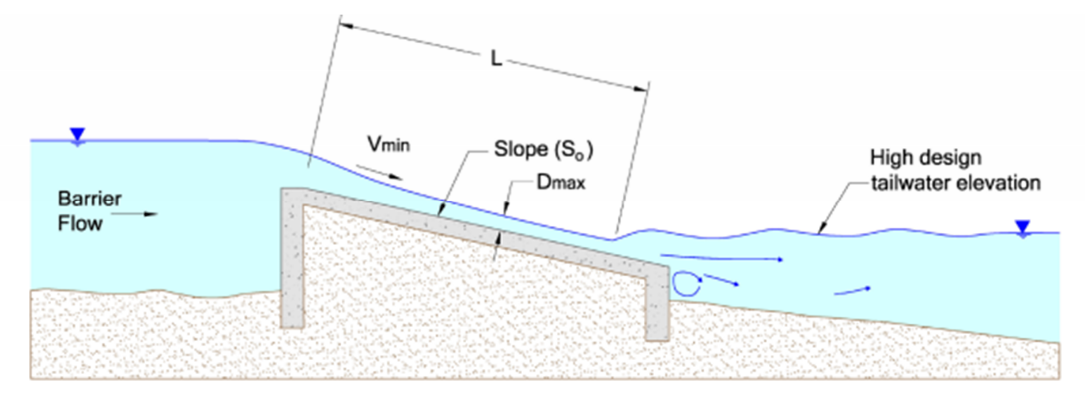 L
Vmin
Slope (Sₒ)
Dmax
High design
tailwater elevation
Barrier
Flow